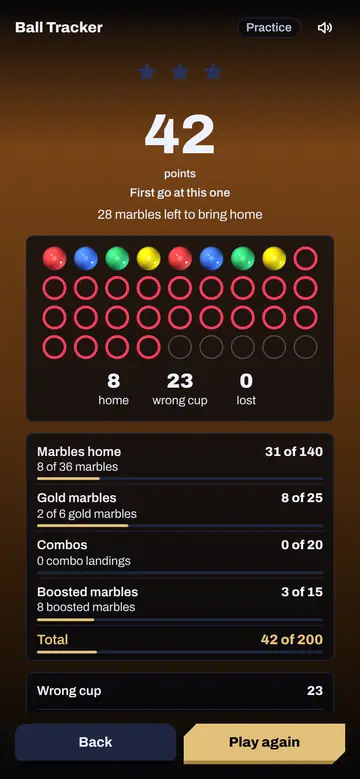 Ball Tracker
Practice
42
points
First go at this one
28 marbles left to bring home
8 23 0
home wrong cup lost
Marbles home 31 of 140
8 of 36 marbles
Gold marbles 8 of 25
2 of 6 gold marbles
Combos 0 of 20
0 combo landings
Boosted marbles 3 of 15
8 boosted marbles
Total 42 of 200
Wrong cup 23
Back Play again